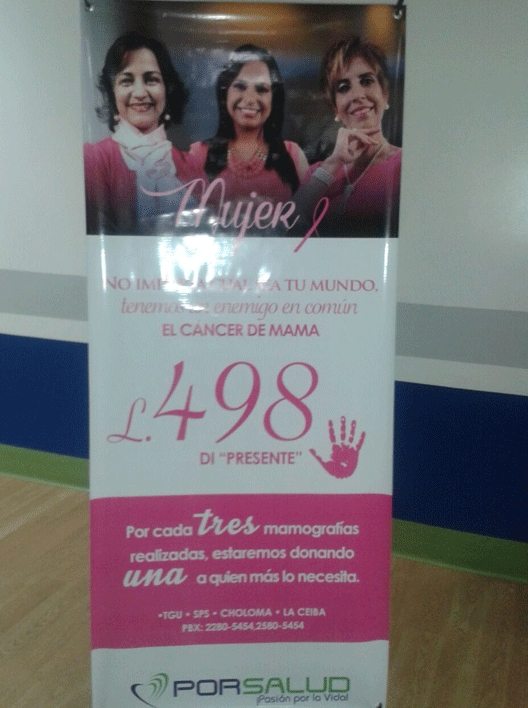 Mujer
NO IMPORTA CUAL SEA TU MUNDO,
tenemos un enemigo en común
EL CANCER DE MAMA
L.498
DI "PRESENTE"
Por cada tres mamografías
realizadas, estaremos donando
una a quien más lo necesita.
•TGU • SPS • CHOLOMA • LA CEIBA
PBX: 2280-5454,2580-5454
PORSALUD
¡Pasión por la Vida!